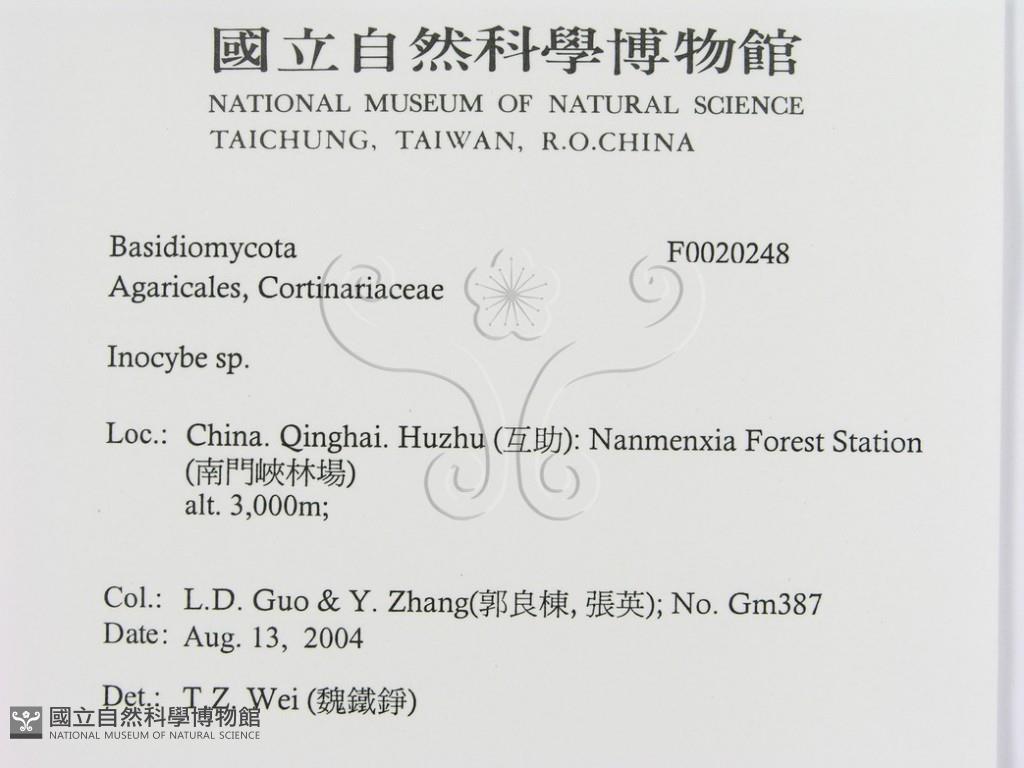 國立自然科學博物館
NATIONAL MUSEUM OF NATURAL SCIENCE
TAICHUNG, TAIWAN, R.O.CHINA
Basidiomycota F0020248
Agaricales, Cortinariaceae
Inocybe sp.
Loc.: China. Qinghai. Huzhu (互助): Nanmenxia Forest Station
(南門峽林場)
alt. 3,000m;
Col.: L.D. Guo & Y. Zhang(郭良棟, 張英); No. Gm387
Date: Aug. 13, 2004
Det.: T.Z. Wei (魏鐵錚)
國立自然科學博物館
NATIONAL MUSEUM OF NATURAL SCIENCE